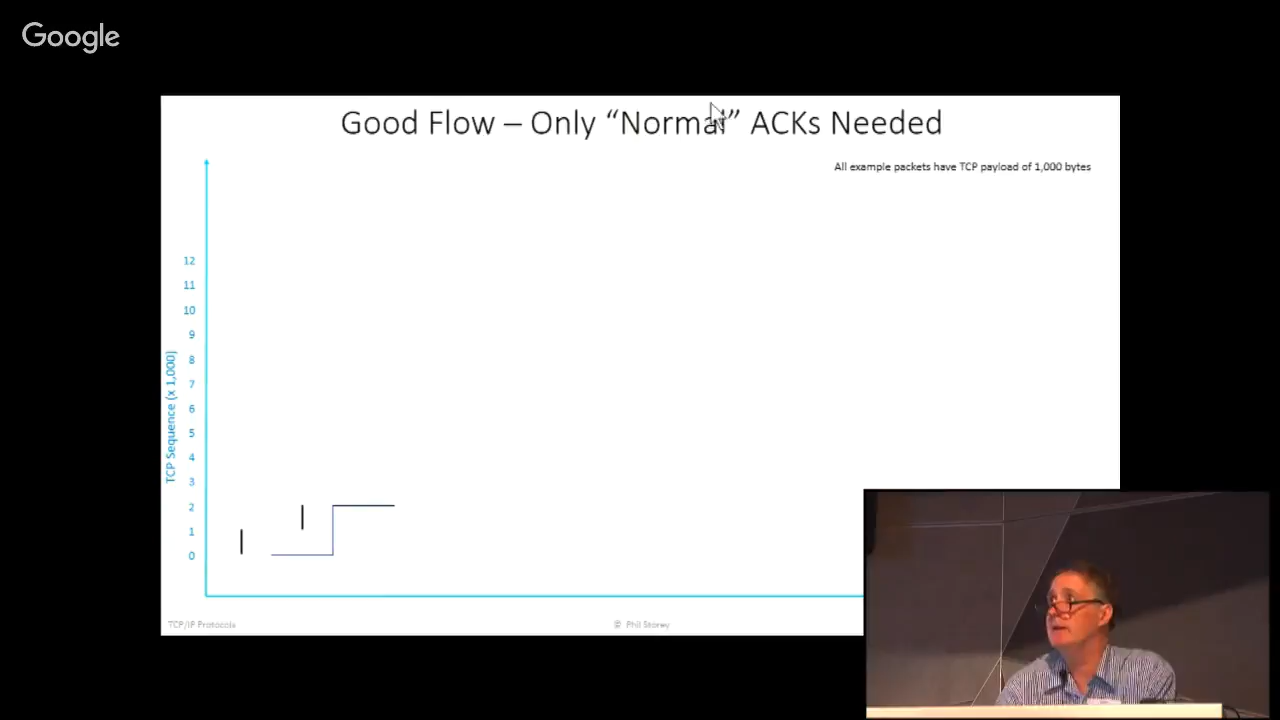 Google
Good Flow – Only “Normal” ACKs Needed
All example packets have TCP payload of 1,000 bytes
12
11
10
9
8
7
6
5
4
3
2
1
0
TCP Sequence (x 1,000)
TCP/IP Protocols
© Phil Storey